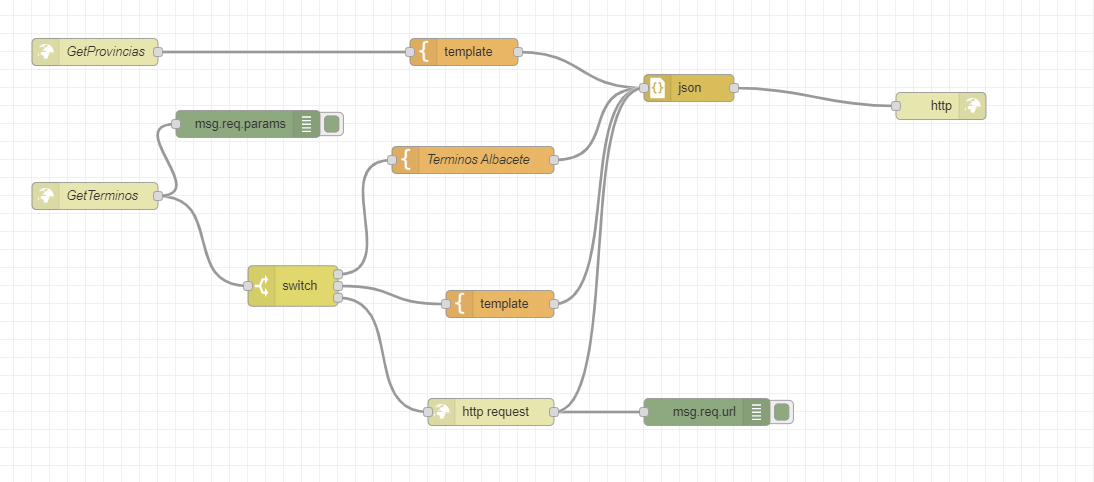 GetProvincias
template
json
http
msg.req.params
Terminos Albacete
GetTerminos
switch
template
http request
msg.req.url